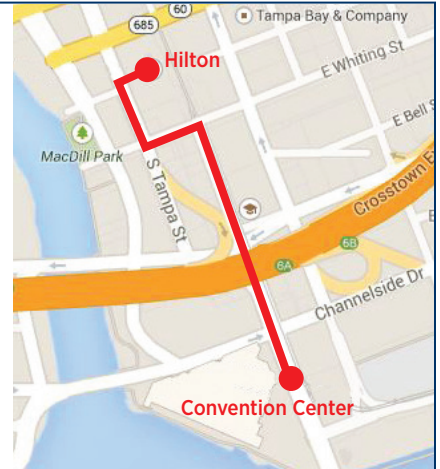 60
685
Tampa Bay & Company
Hilton
E Whiting St
E Bell S
MacDill Park
S Tampa St
Crosstown E
6B
6A
E
Channelside Dr
Convention Center